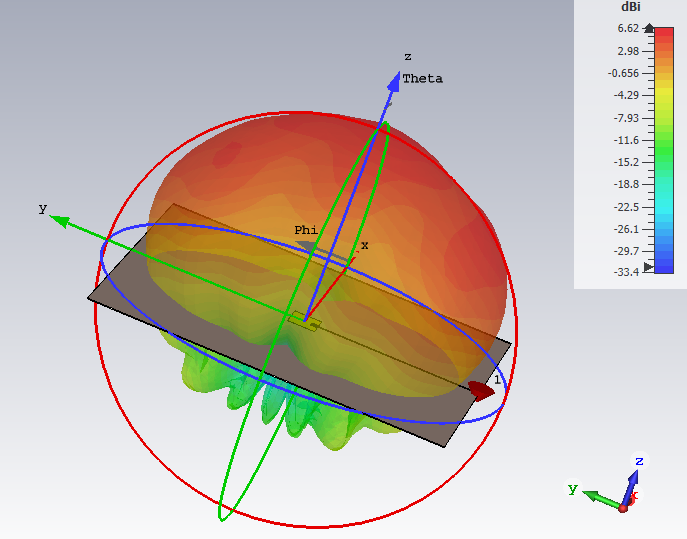 dBi
6.62
2.98
-0.656
-4.29
-7.93
-11.6
-15.2
-18.8
-22.5
-26.1
-29.7
-33.4
z
Theta
y
Phi
x
1
z
y
x